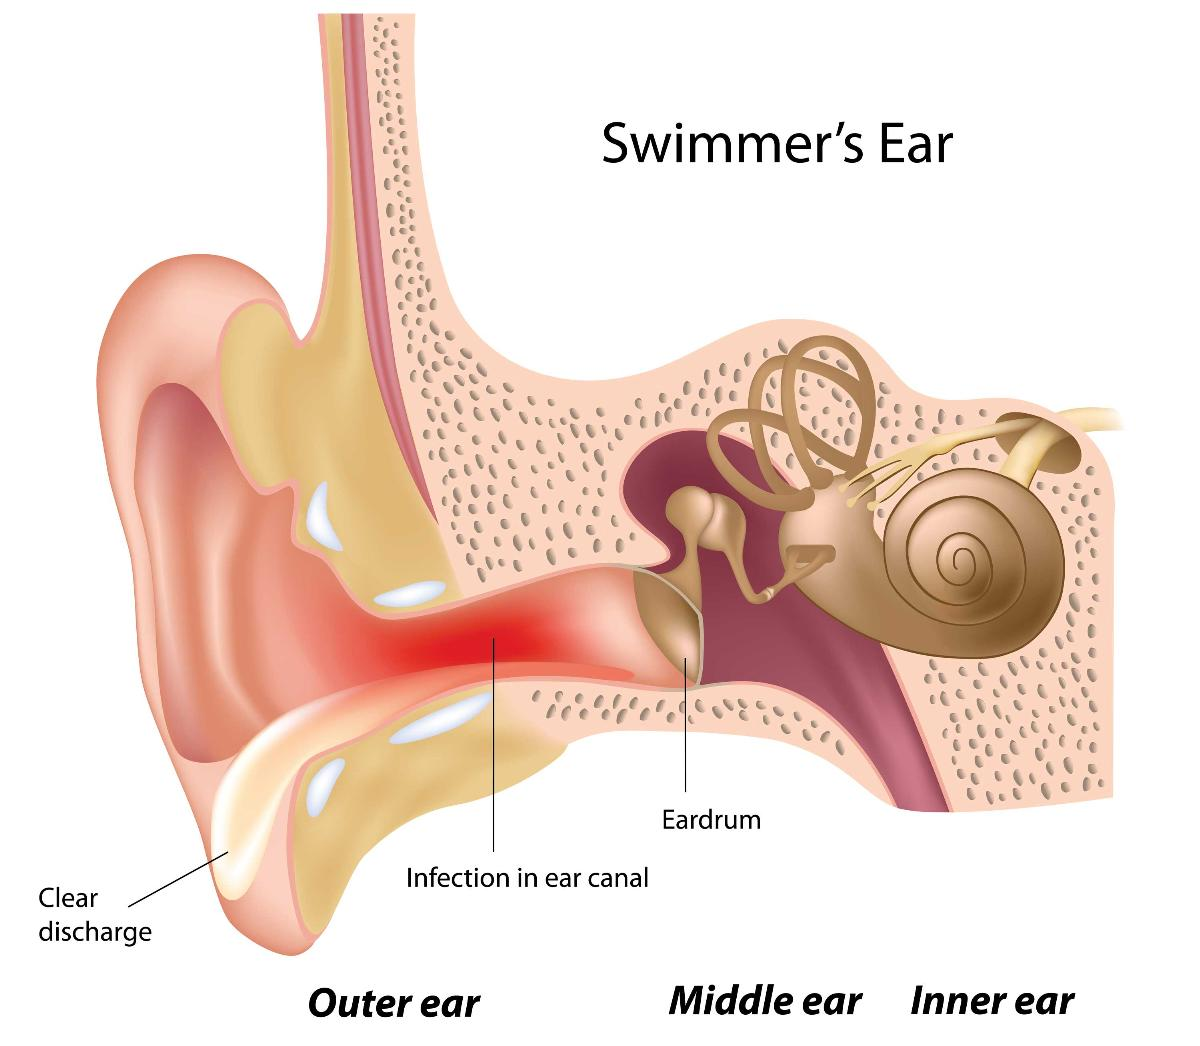 Swimmer’s Ear
Eardrum
Infection in ear canal
Clear
discharge
Outer ear
Middle ear
Inner ear